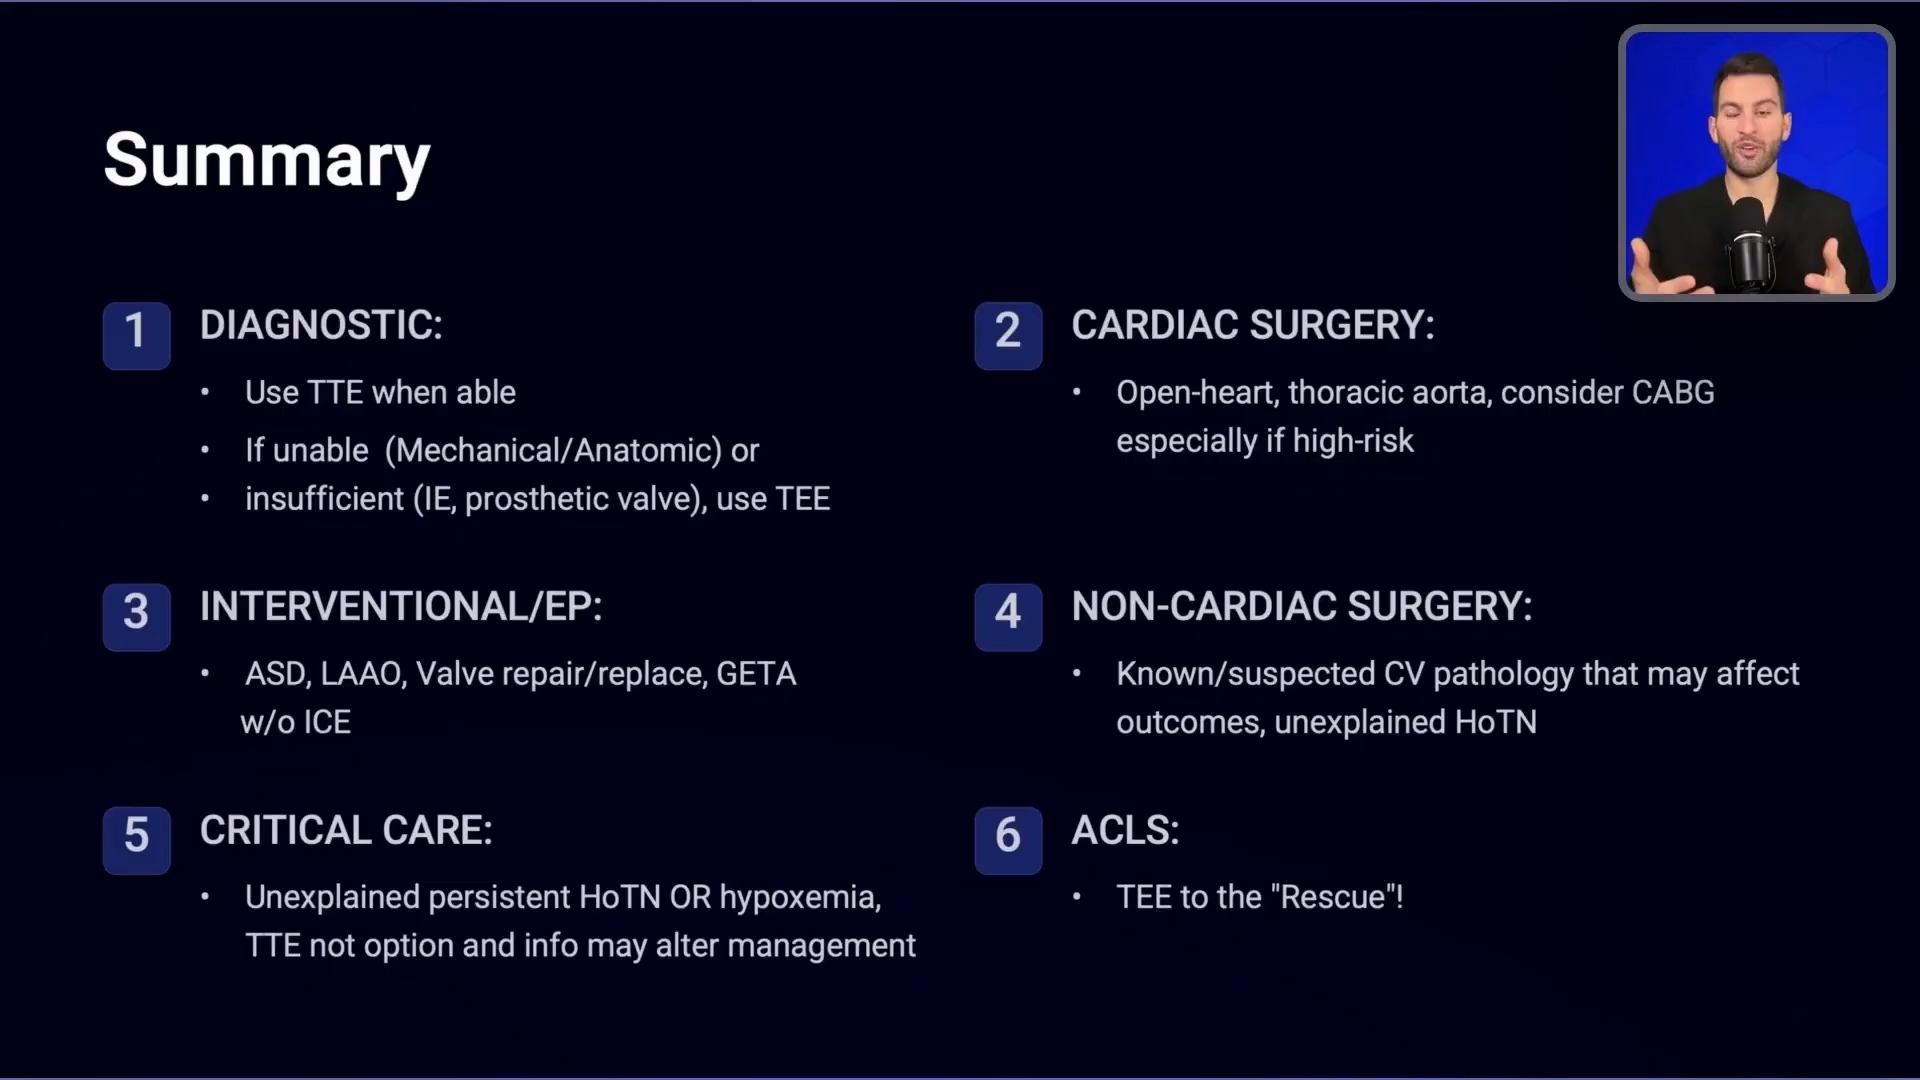 Summary
1 DIAGNOSTIC:
• Use TTE when able
• If unable (Mechanical/Anatomic) or
• insufficient (IE, prosthetic valve), use TEE
2 CARDIAC SURGERY:
• Open-heart, thoracic aorta, consider CABG
especially if high-risk
3 INTERVENTIONAL/EP:
• ASD, LAAO, Valve repair/replace, GETA
w/o ICE
4 NON-CARDIAC SURGERY:
• Known/suspected CV pathology that may affect
outcomes, unexplained HoTN
5 CRITICAL CARE:
• Unexplained persistent HoTN OR hypoxemia,
TTE not option and info may alter management
6 ACLS:
• TEE to the "Rescue"!